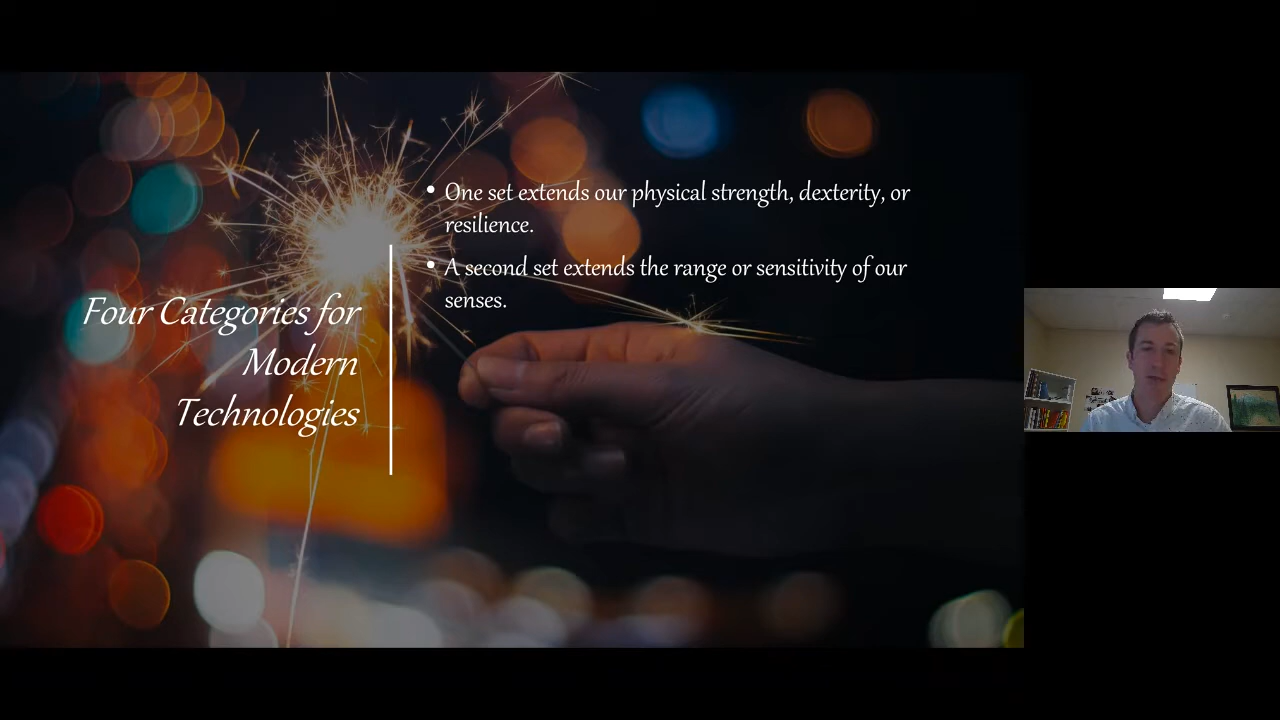 Four Categories for
Modern
Technologies
• One set extends our physical strength, dexterity, or
resilience.
• A second set extends the range or sensitivity of our
senses.